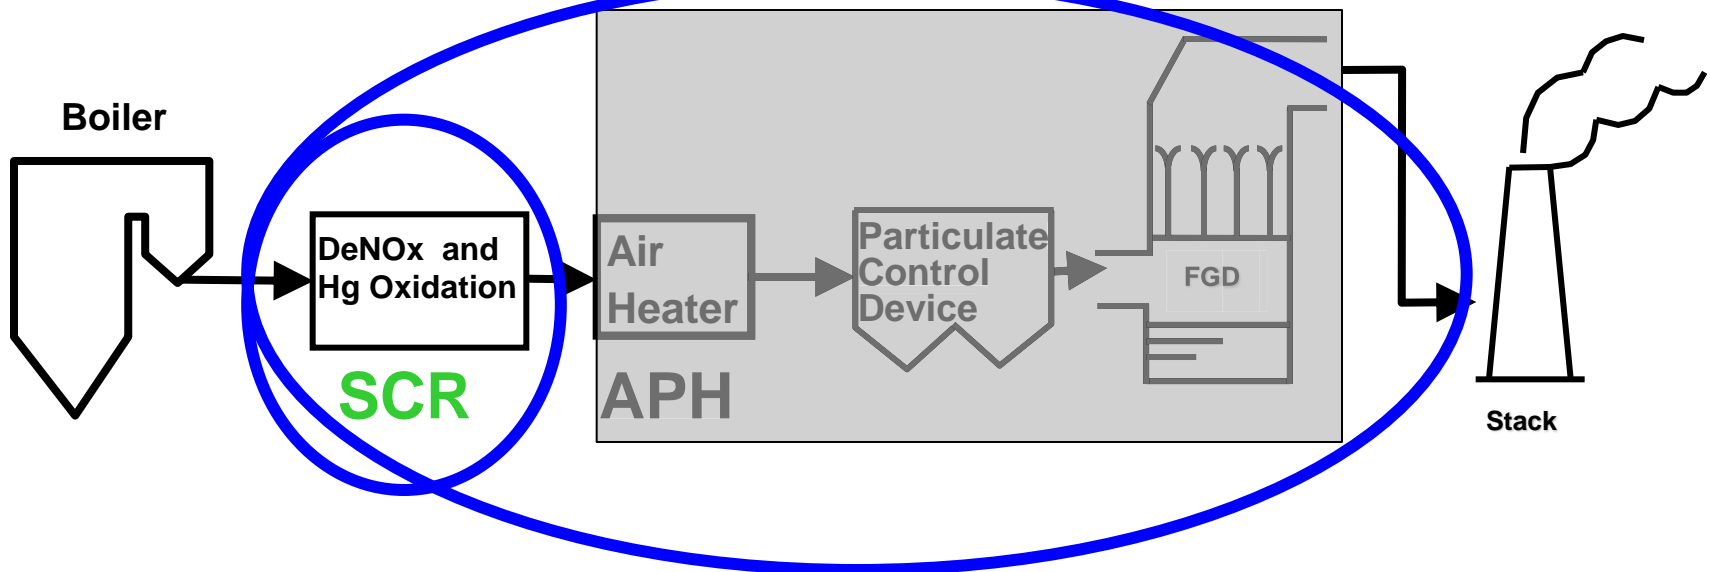 Boiler
DeNOx and
Hg Oxidation
SCR
Air
Heater
APH
Particulate
Control
Device
FGD
Stack